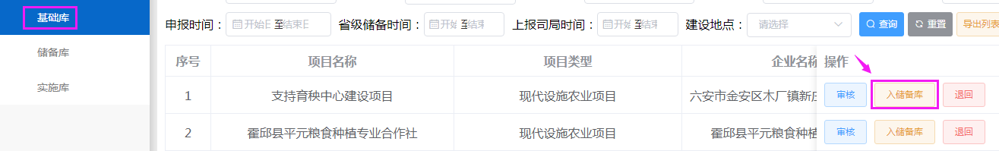 基础库
储备库
实施库
申报时间： 开始日 至 结束日 省级储备时间： 开始 至 结束 上报司局时间： 开始 至 结束 建设地点： 请选择 查询 重置 导出列表
序号 项目名称 项目类型 企业名称 操作
1 支持育秧中心建设项目 现代设施农业项目 六安市金安区木厂镇新 审核 入储备库 退回
2 霍邱县平元粮食种植专业合作社 现代设施农业项目 霍邱县平元粮食种植 审核 入储备库 退回